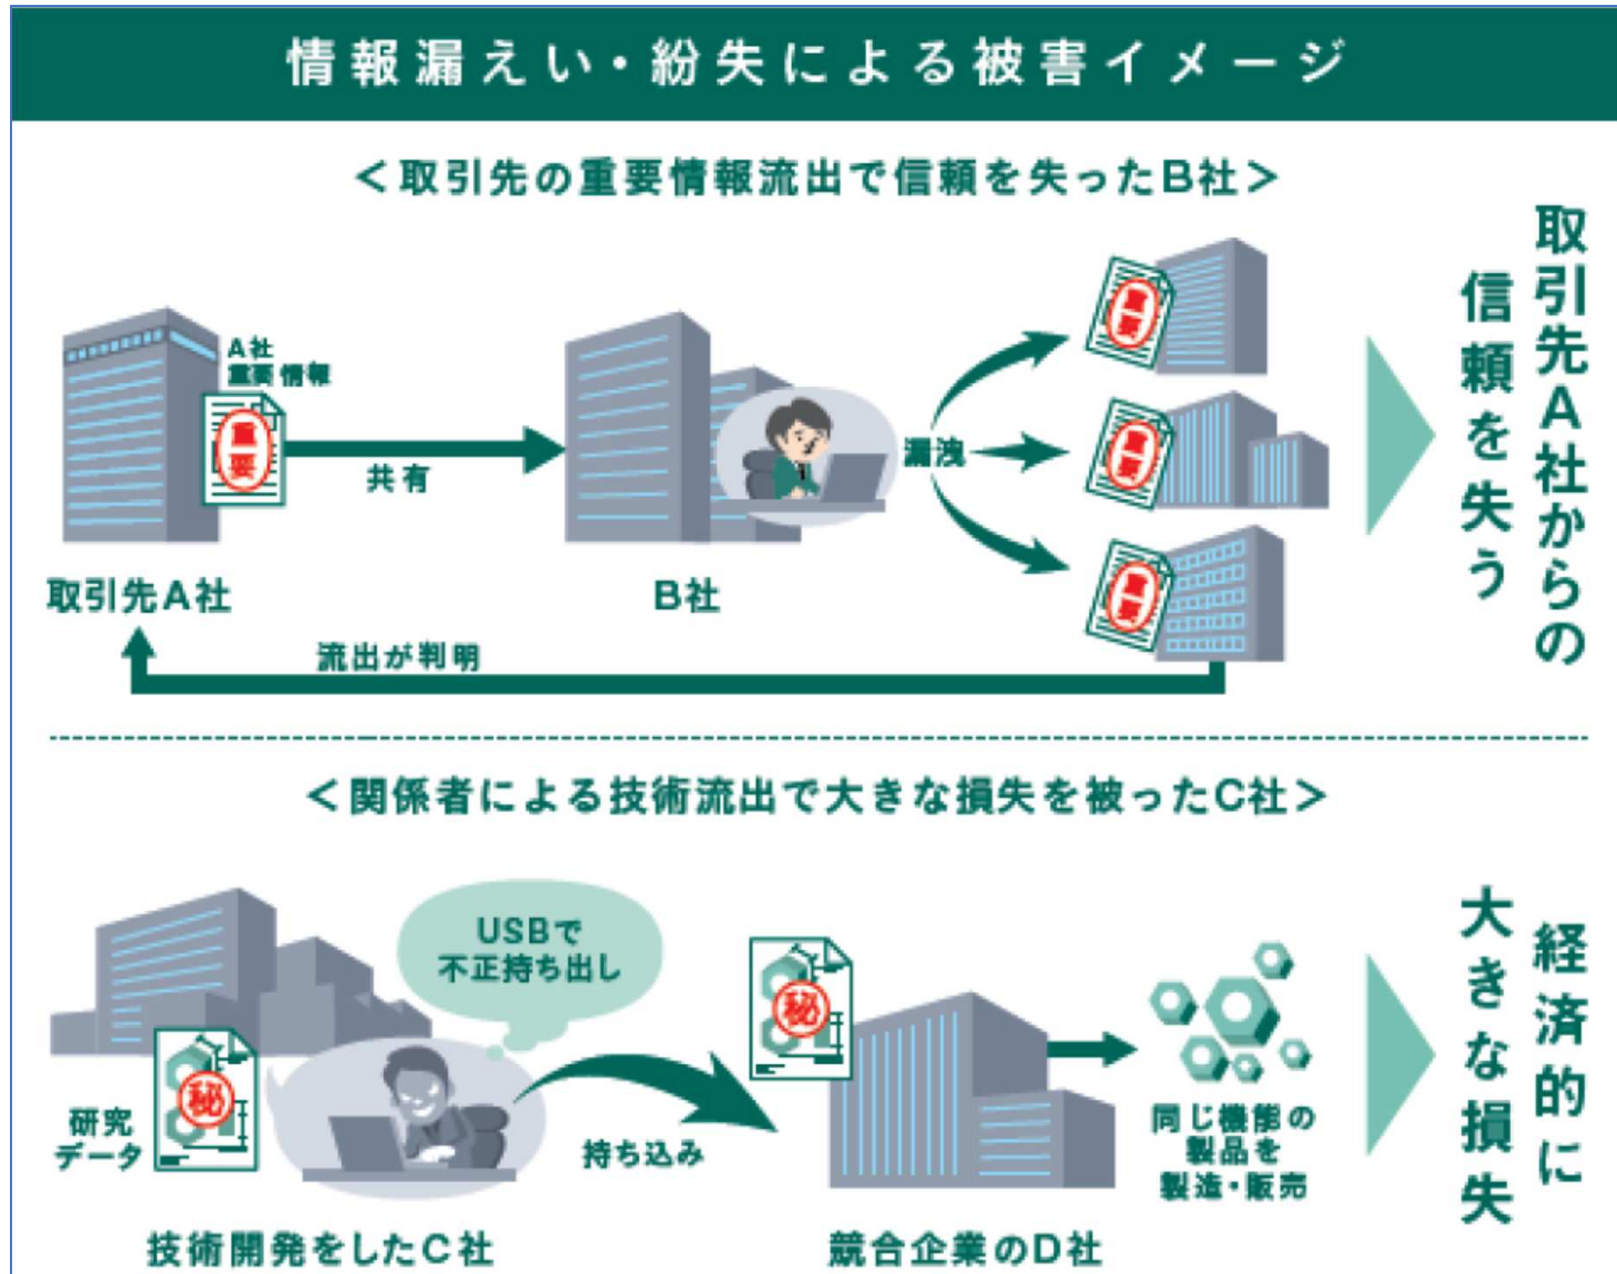 情報漏えい・紛失による被害イメージ
＜取引先の重要情報流出で信頼を失ったB社＞
A社
重要情報
重要
共有
取引先A社
B社
漏洩
重要
重要
重要
流出が判明
取引先A社からの
信頼を失う
＜関係者による技術流出で大きな損失を被ったC社＞
USBで
不正持ち出し
秘
研究
データ
技術開発をしたC社
持ち込み
秘
競合企業のD社
同じ機能の
製品を
製造・販売
経済的に
大きな損失